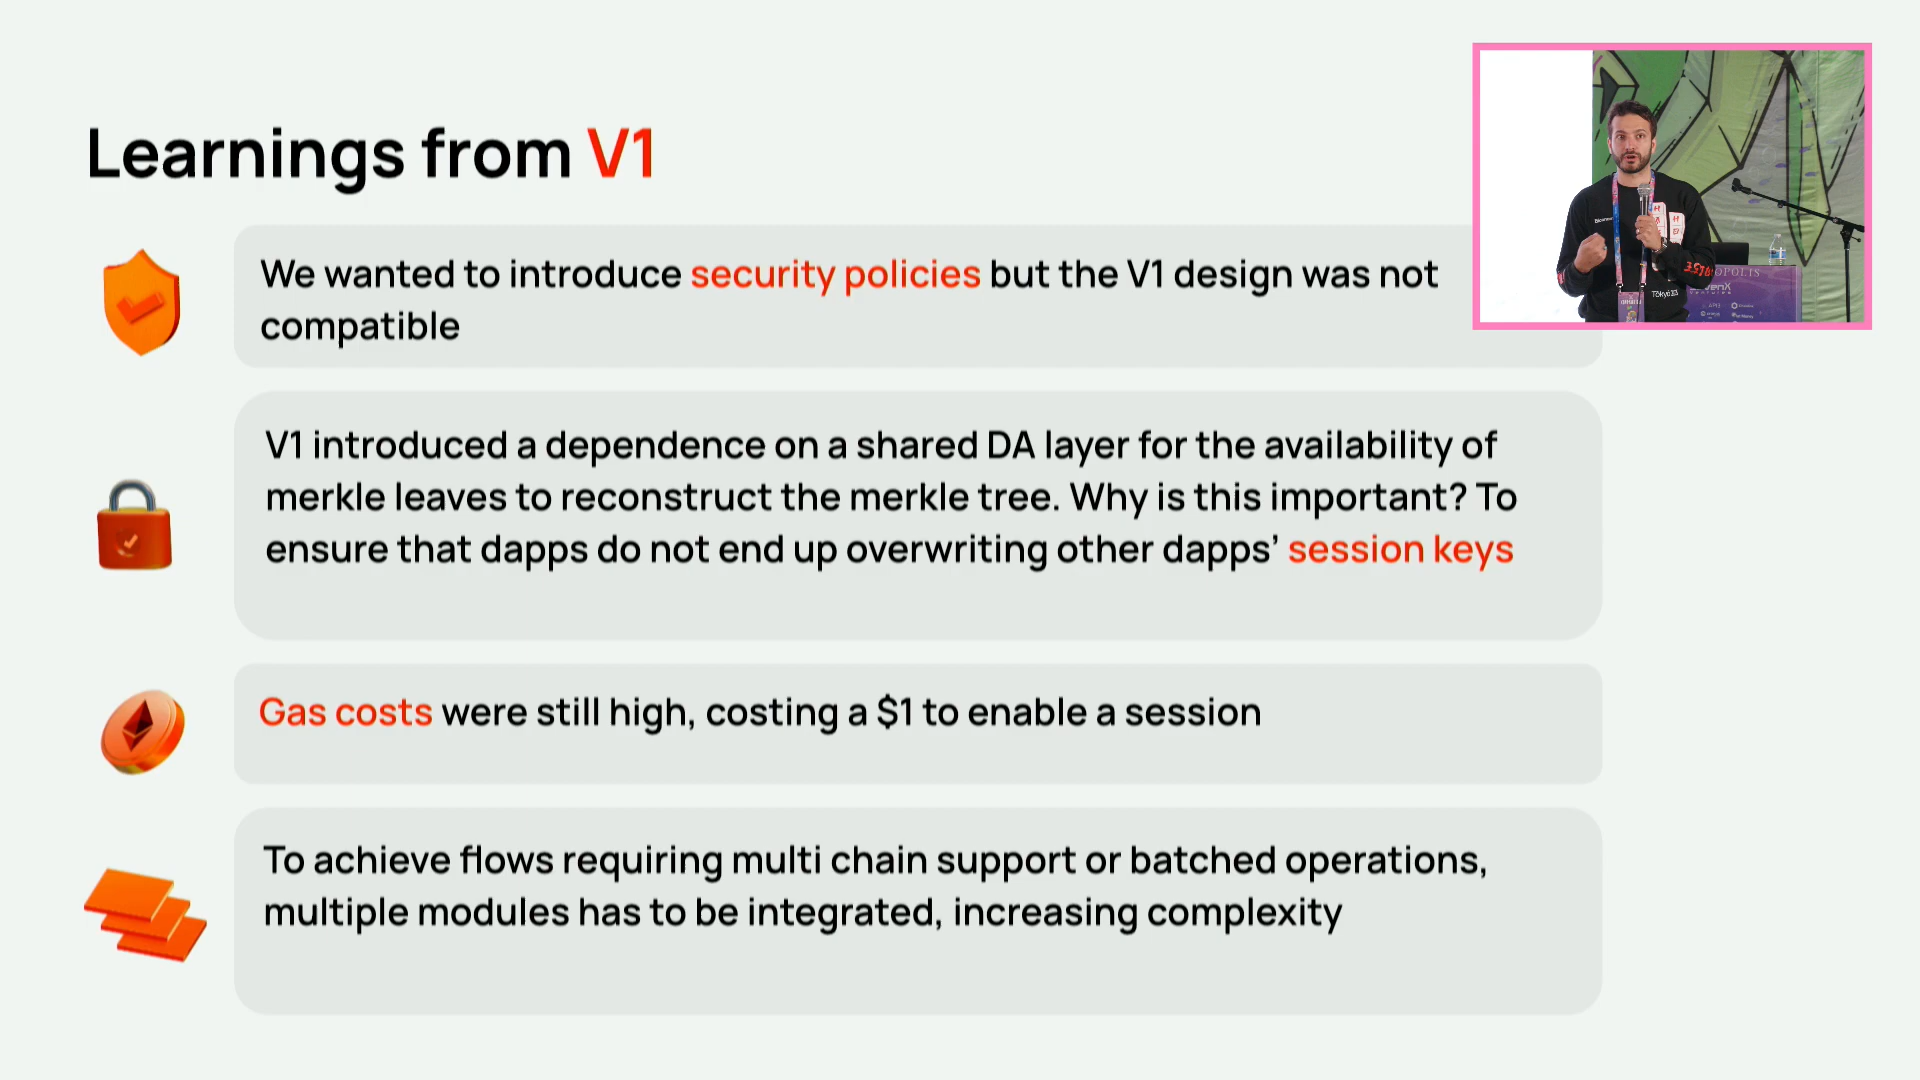 Learnings from V1
We wanted to introduce security policies but the V1 design was not
compatible
V1 introduced a dependence on a shared DA layer for the availability of
merkle leaves to reconstruct the merkle tree. Why is this important? To
ensure that dapps do not end up overwriting other dapps’ session keys
Gas costs were still high, costing a $1 to enable a session
To achieve flows requiring multi chain support or batched operations,
multiple modules has to be integrated, increasing complexity